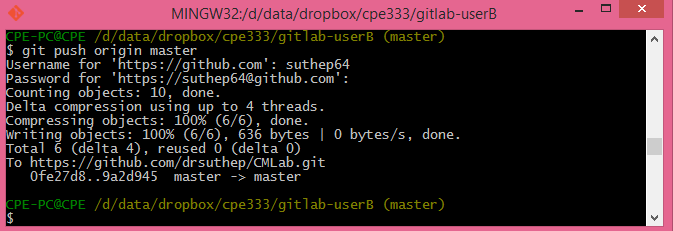 MINGW32:/d/data/dropbox/cpe333/gitlab-userB
CPE-PC@CPE /d/data/dropbox/cpe333/gitlab-userB (master)
$ git push origin master
Username for 'https://github.com': suthep64
Password for 'https://suthep64@github.com':
Counting objects: 10, done.
Delta compression using up to 4 threads.
Compressing objects: 100% (6/6), done.
Writing objects: 100% (6/6), 636 bytes | 0 bytes/s, done.
Total 6 (delta 4), reused 0 (delta 0)
To https://github.com/drsuthep/CMLab.git
   0fe27d8..9a2d945  master -> master
CPE-PC@CPE /d/data/dropbox/cpe333/gitlab-userB (master)
$